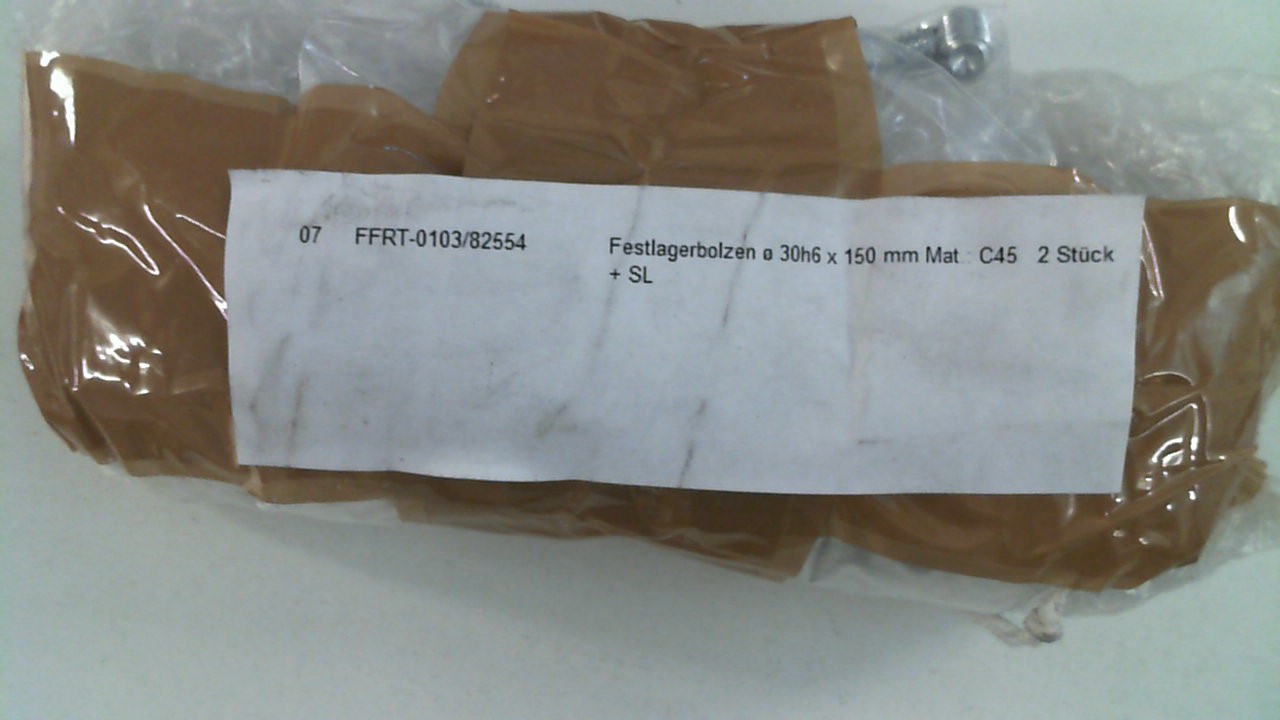 07 FFRT-0103/82554 Festlagerbolzen ø 30h6 x 150 mm Mat.: C45 2 Stück
+ SL